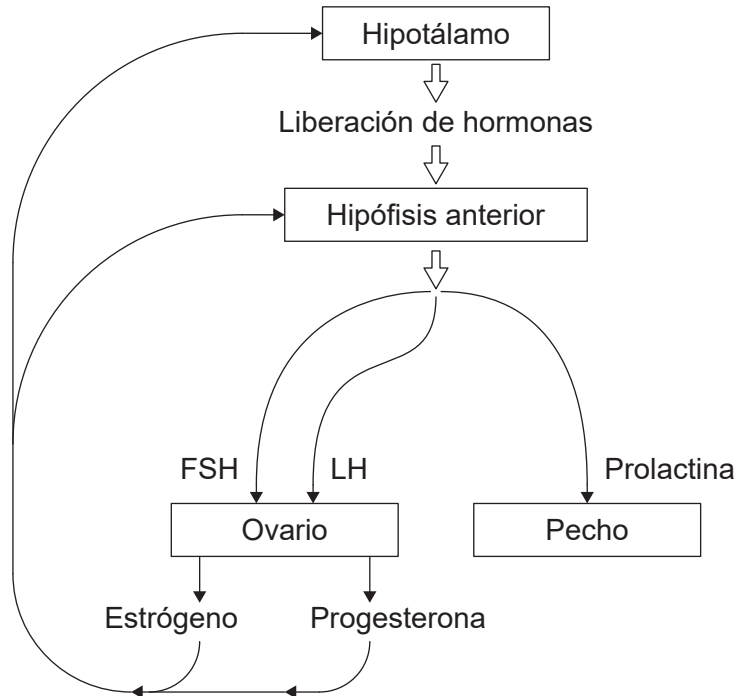 Hipotálamo
Liberación de hormonas
Hipófisis anterior
FSH LH Prolactina
Ovario Pecho
Estrógeno Progesterona